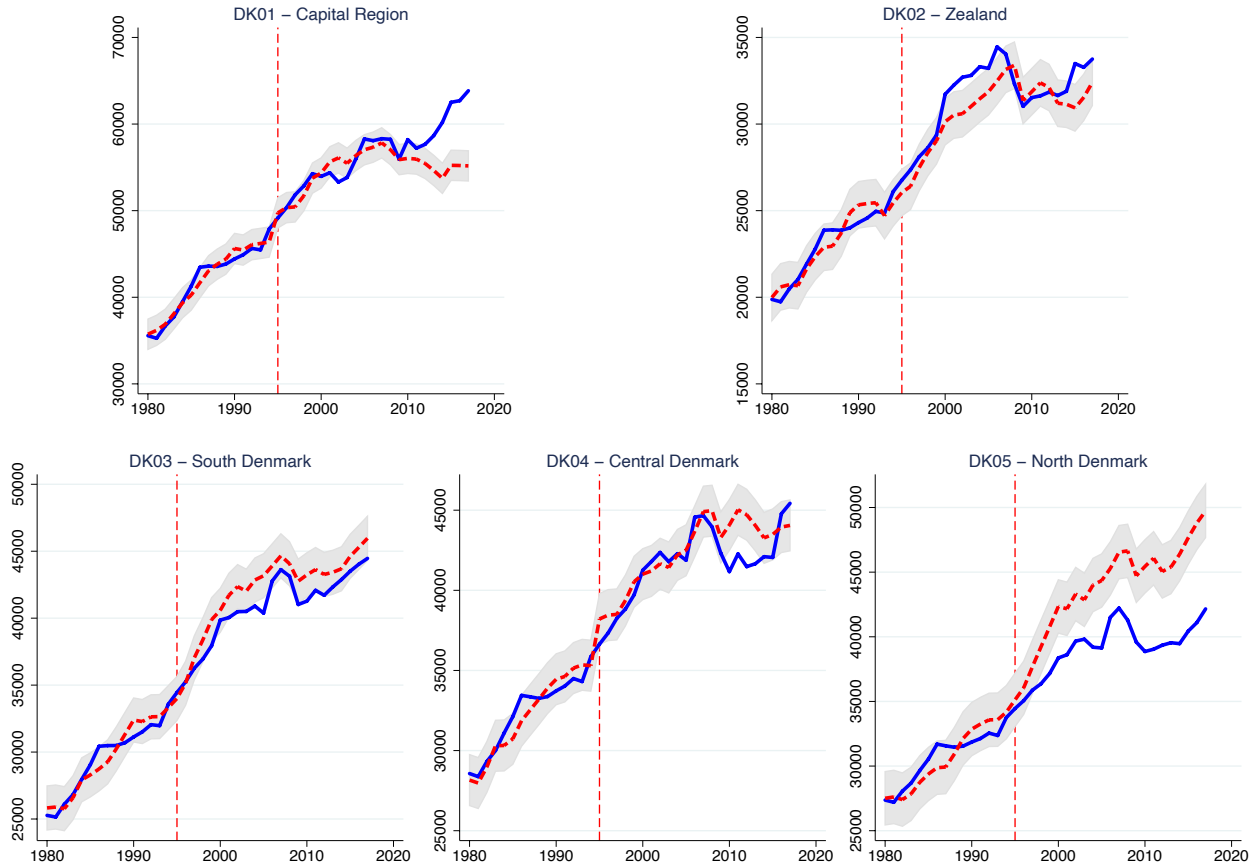 DK01 – Capital Region
70000
60000
50000
40000
30000
1980 1990 2000 2010 2020
DK02 – Zealand
35000
30000
25000
20000
15000
1980 1990 2000 2010 2020
DK03 – South Denmark
50000
45000
40000
35000
30000
25000
1980 1990 2000 2010 2020
DK04 – Central Denmark
45000
40000
35000
30000
25000
1980 1990 2000 2010 2020
DK05 – North Denmark
50000
45000
40000
35000
30000
25000
1980 1990 2000 2010 2020